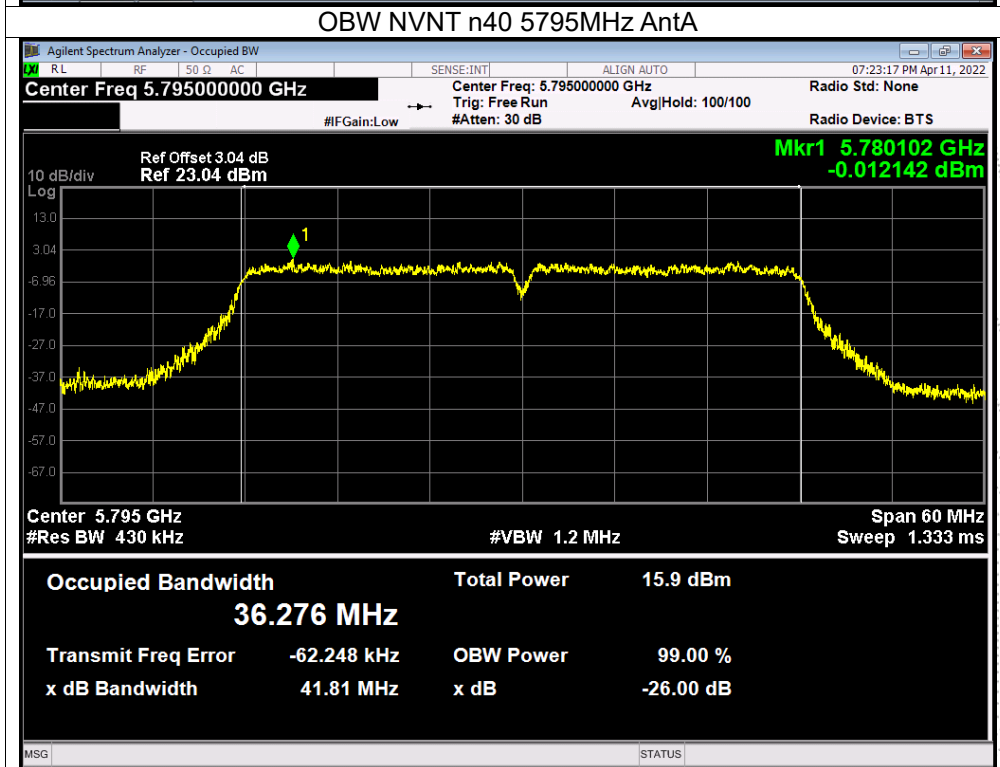 OBW NVNT n40 5795MHz AntA
Agilent Spectrum Analyzer - Occupied BW
LXI RL RF 50 Ω AC SENSE:INT ALIGN AUTO 07:23:17 PM Apr 11, 2022
Center Freq 5.795000000 GHz Center Freq: 5.795000000 GHz Radio Std: None
Trig: Free Run Avg|Hold: 100/100
#IFGain:Low #Atten: 30 dB Radio Device: BTS
Mkr1 5.780102 GHz
-0.012142 dBm
Ref Offset 3.04 dB
10 dB/div Ref 23.04 dBm
Log
13.0
1
3.04
-6.96
-17.0
-27.0
-37.0
-47.0
-57.0
-67.0
Center 5.795 GHz Span 60 MHz
#Res BW 430 kHz #VBW 1.2 MHz Sweep 1.333 ms
Occupied Bandwidth Total Power 15.9 dBm
36.276 MHz
Transmit Freq Error -62.248 kHz OBW Power 99.00 %
x dB Bandwidth 41.81 MHz x dB -26.00 dB
MSG STATUS